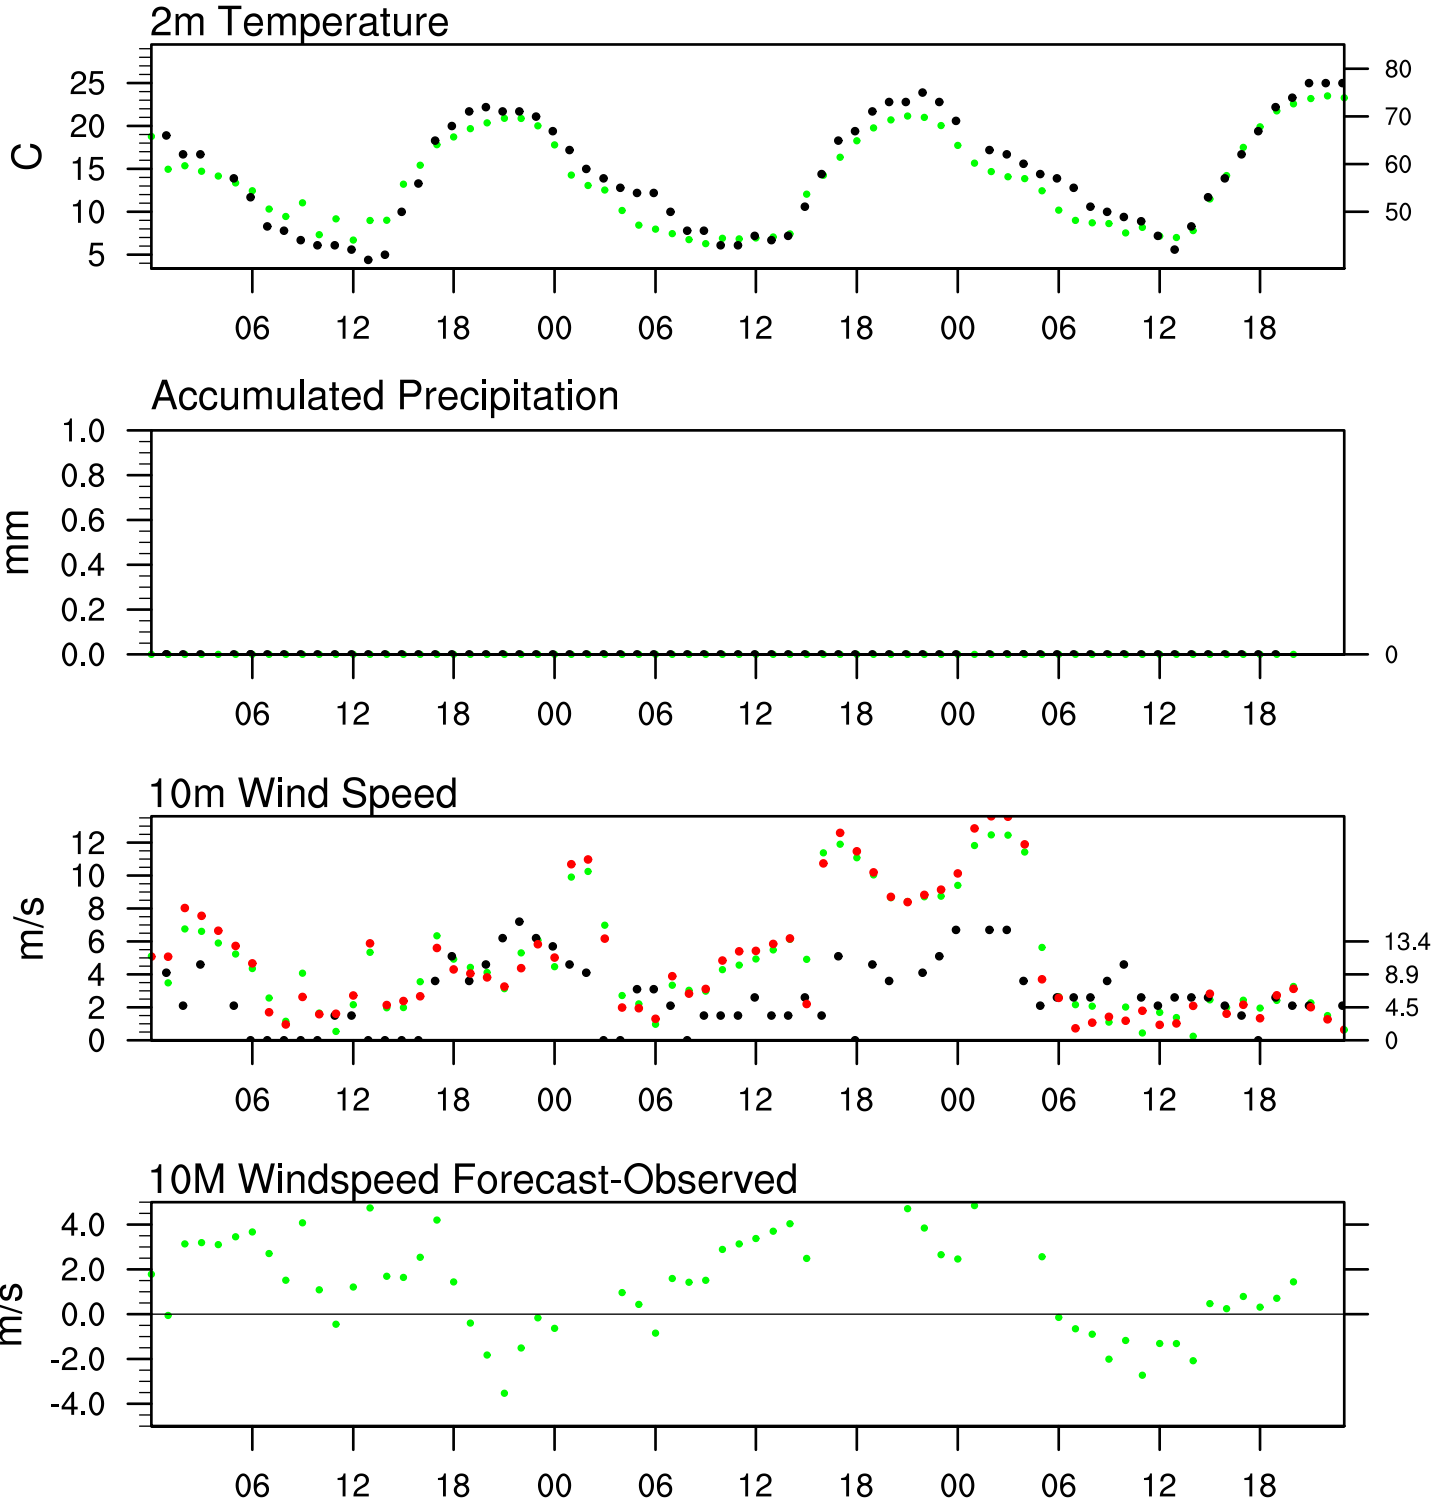 2m Temperature
25
20
15
10
5
C
80
70
60
50
06 12 18 00 06 12 18 00 06 12 18
Accumulated Precipitation
1.0
0.8
0.6
0.4
0.2
0.0
mm
0
06 12 18 00 06 12 18 00 06 12 18
10m Wind Speed
12
10
8
6
4
2
0
m/s
13.4
8.9
4.5
0
06 12 18 00 06 12 18 00 06 12 18
10M Windspeed Forecast-Observed
4.0
2.0
0.0
-2.0
-4.0
m/s
06 12 18 00 06 12 18 00 06 12 18